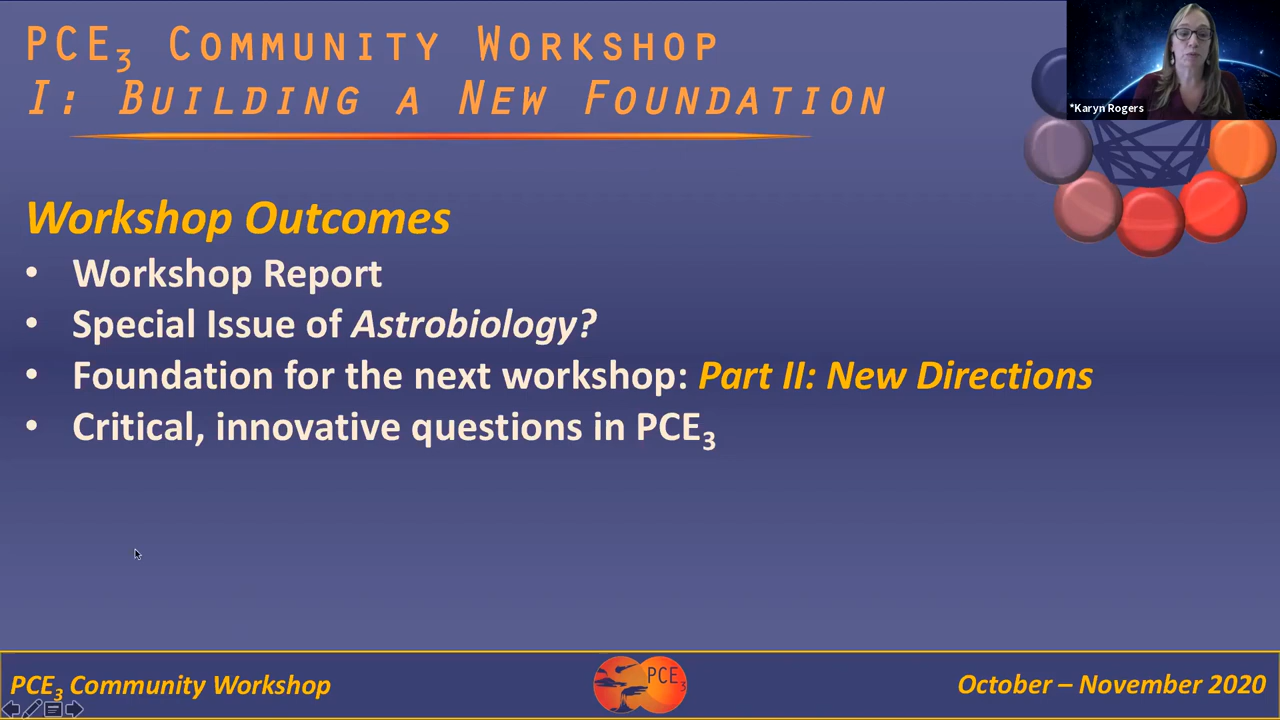 PCE₃ COMMUNITY WORKSHOP
I: BUILDING A NEW FOUNDATION
*Karyn Rogers
Workshop Outcomes
• Workshop Report
• Special Issue of Astrobiology?
• Foundation for the next workshop: Part II: New Directions
• Critical, innovative questions in PCE₃
PCE₃ Community Workshop
PCE₃
October – November 2020